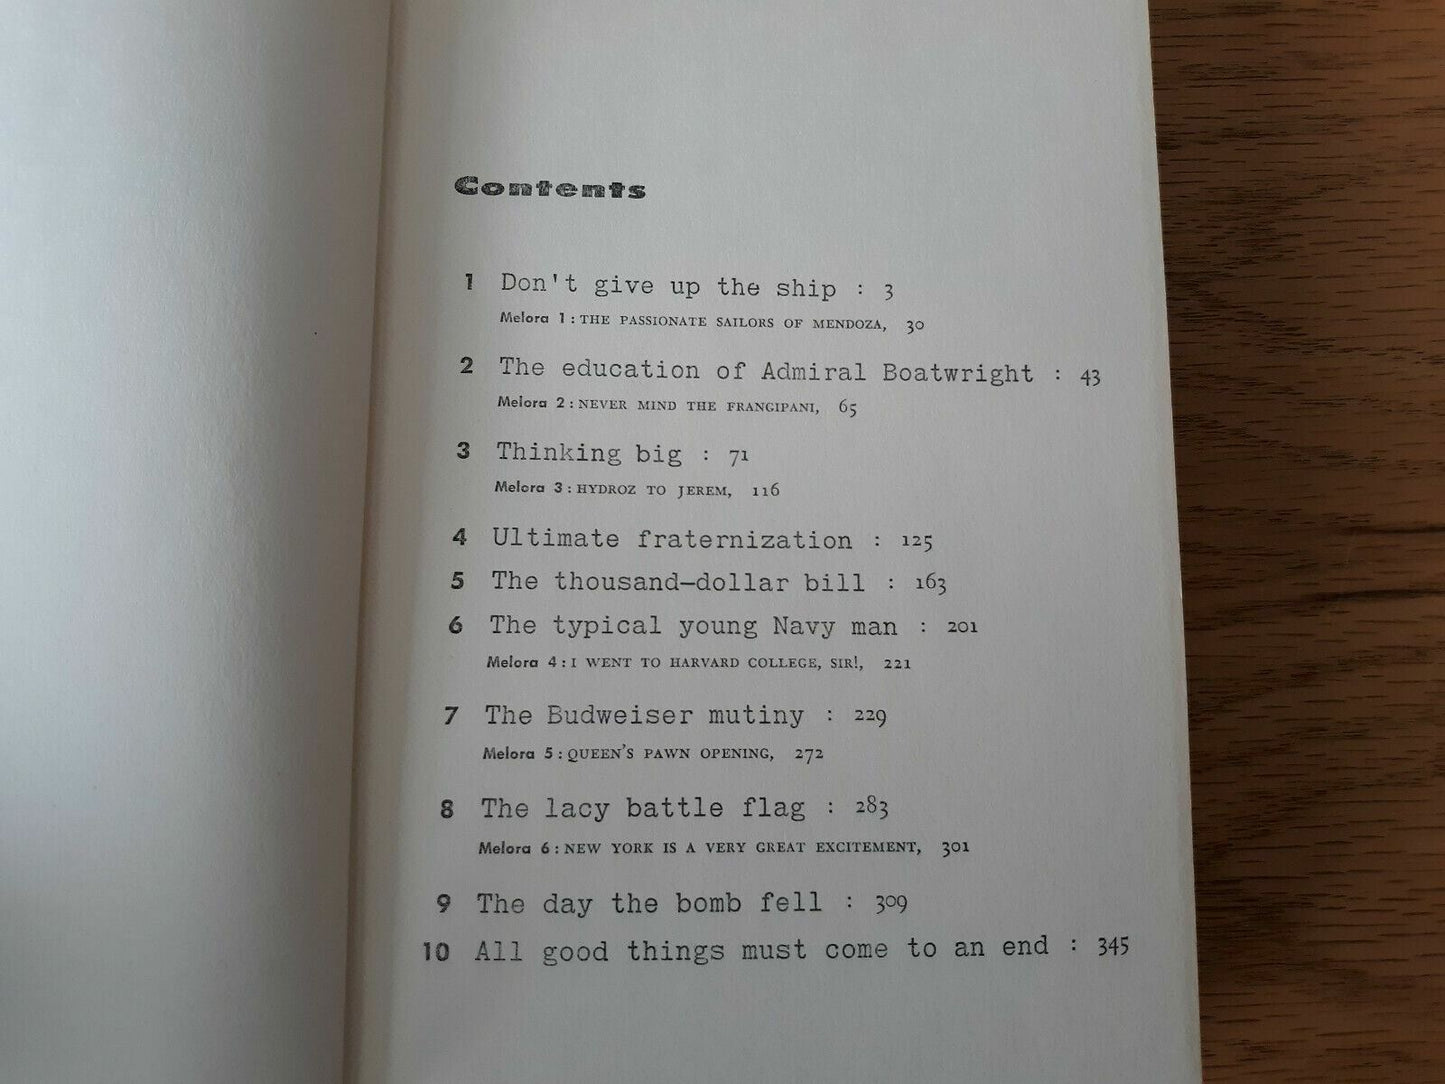 Contents
1 Don't give up the ship : 3
Melora 1 : THE PASSIONATE SAILORS OF MENDOZA, 30
2 The education of Admiral Boatwright : 43
Melora 2 : NEVER MIND THE FRANGIPANI, 65
3 Thinking big : 71
Melora 3 : HYDROZ TO JEREM, 116
4 Ultimate fraternization : 125
5 The thousand—dollar bill : 163
6 The typical young Navy man : 201
Melora 4 : I WENT TO HARVARD COLLEGE, SIR!, 221
7 The Budweiser mutiny : 229
Melora 5 : QUEEN'S PAWN OPENING, 272
8 The lacy battle flag : 283
Melora 6 : NEW YORK IS A VERY GREAT EXCITEMENT, 301
9 The day the bomb fell : 309
10 All good things must come to an end : 345